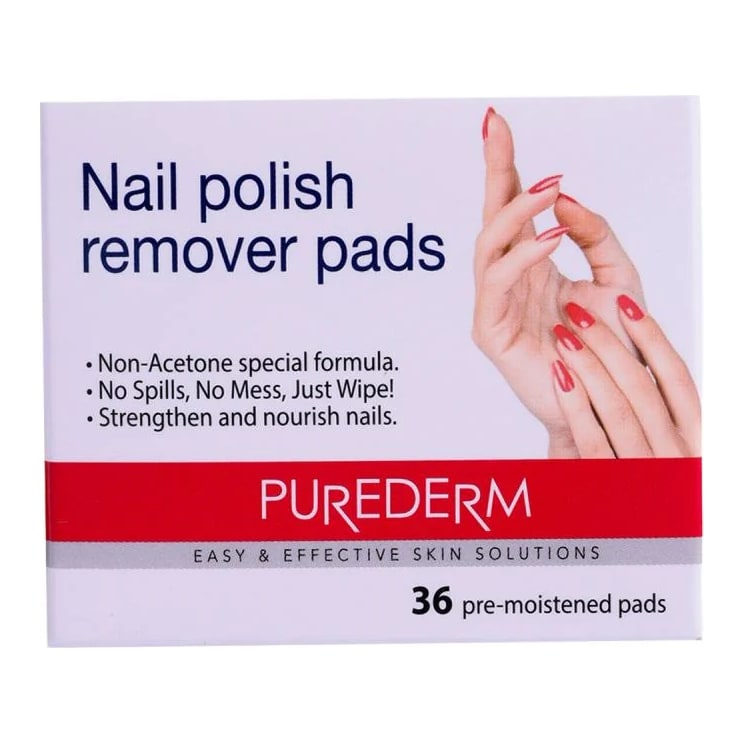 Nail polish
remover pads
• Non-Acetone special formula.
• No Spills, No Mess, Just Wipe!
• Strengthen and nourish nails.
PUREDERM
EASY & EFFECTIVE SKIN SOLUTIONS
36 pre-moistened pads